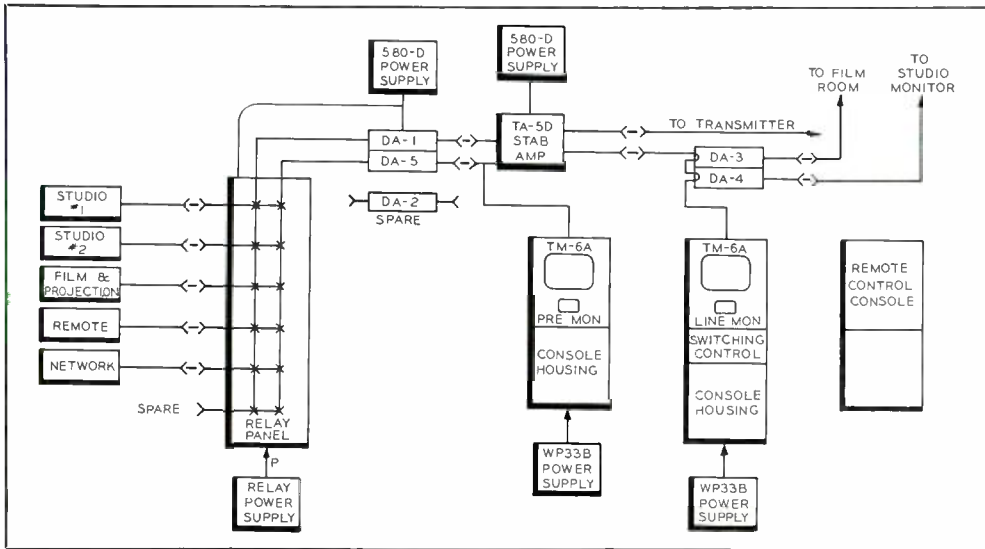 580-D
POWER
SUPPLY
580-D
POWER
SUPPLY
TO FILM
ROOM
TO
STUDIO
MONITOR
DA-1
DA-5
TA-5D
STAB
AMP
TO TRANSMITTER
DA-3
DA-4
DA-2
SPARE
STUDIO
#1
STUDIO
#2
FILM &
PROJECTION
REMOTE
NETWORK
SPARE
RELAY
PANEL
P
RELAY
POWER
SUPPLY
TM-6A
PRE MON
CONSOLE
HOUSING
WP33B
POWER
SUPPLY
TM-6A
LINE MON
SWITCHING
CONTROL
CONSOLE
HOUSING
WP33B
POWER
SUPPLY
REMOTE
CONTROL
CONSOLE